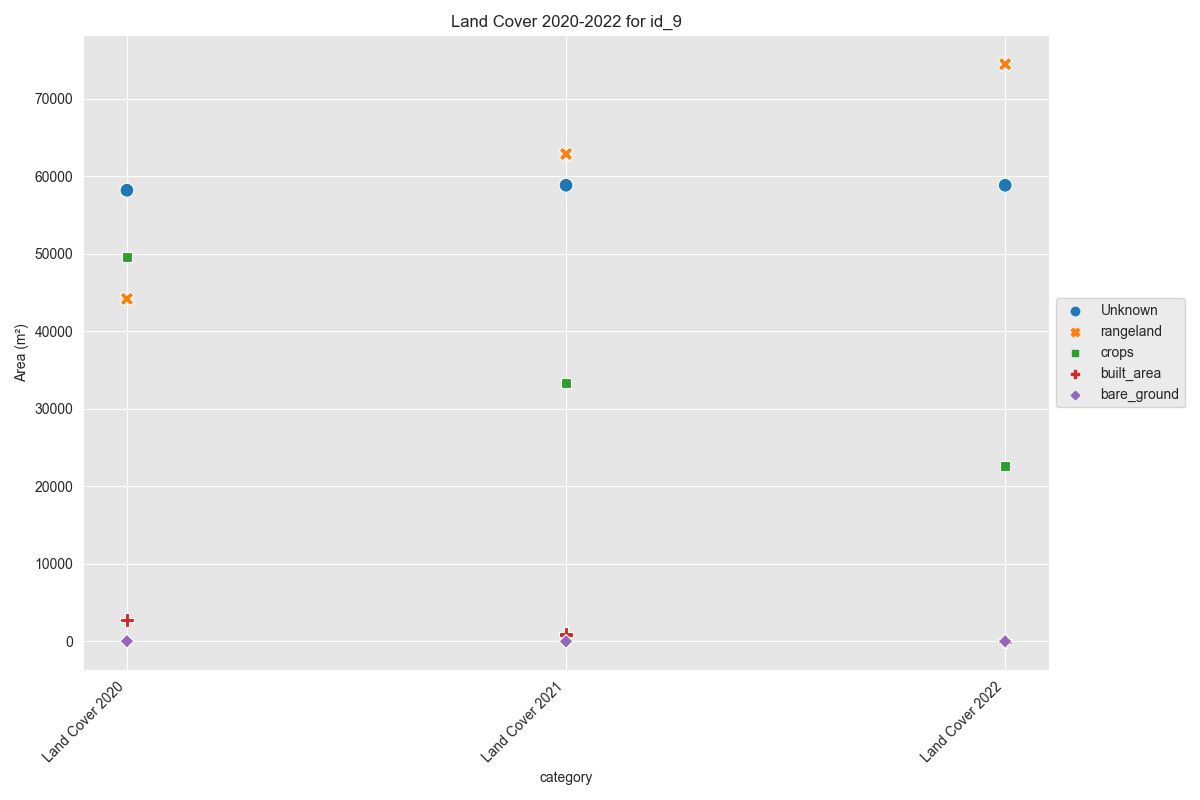 Land Cover 2020-2022 for id_9
70000
60000
50000
40000
30000
20000
10000
0
Area (m²)
Land Cover 2020
Land Cover 2021
Land Cover 2022
category
Unknown
rangeland
crops
built_area
bare_ground